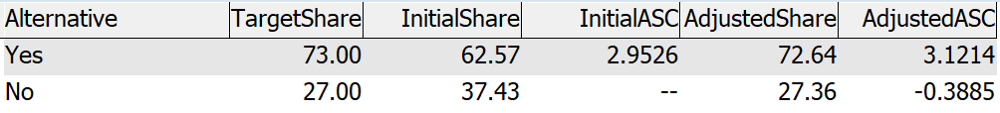 Alternative TargetShare InitialShare InitialASC AdjustedShare AdjustedASC
Yes 73.00 62.57 2.9526 72.64 3.1214
No 27.00 37.43 -- 27.36 -0.3885